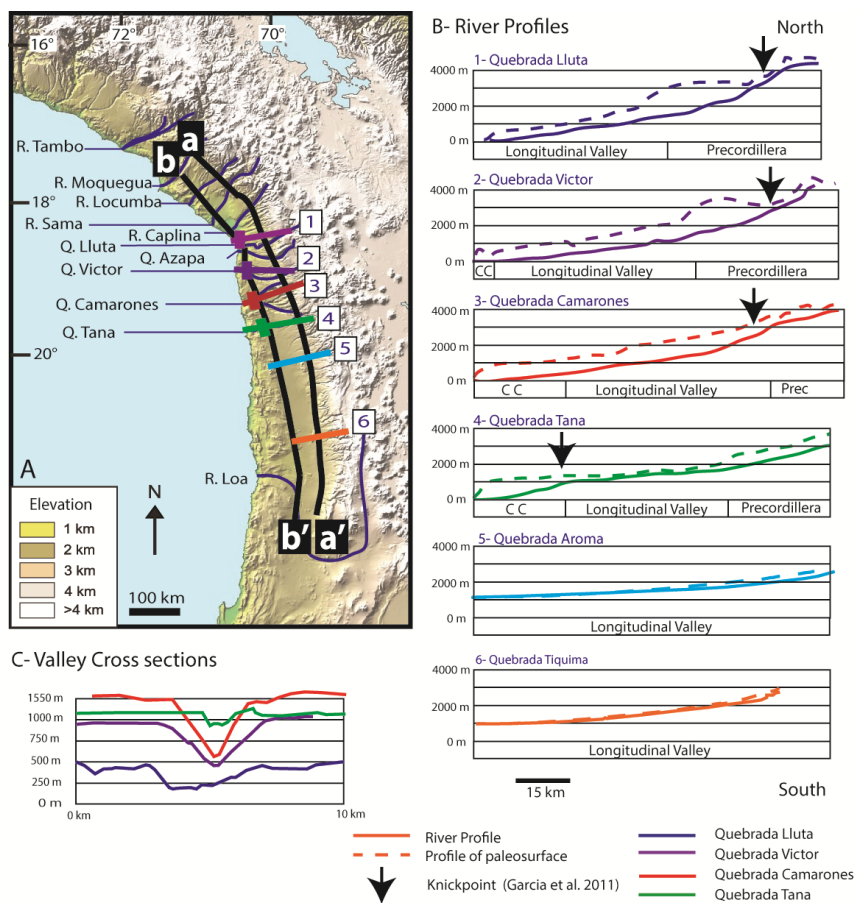 16°
72°
70°
R. Tambo
a
b
R. Moquegua
R. Locumba
18°
R. Sama
R. Caplina
Q. Lluta
Q. Azapa
Q. Victor
Q. Camarones
Q. Tana
20°
1
2
3
4
5
6
R. Loa
b’
a’
A
N
100 km
Elevation
1 km
2 km
3 km
4 km
>4 km
B- River Profiles
North
1- Quebrada Lluta
4000 m
2000 m
0 m
Longitudinal Valley
Precordillera
2- Quebrada Victor
4000 m
2000 m
0 m
CC
Longitudinal Valley
Precordillera
3- Quebrada Camarones
4000 m
2000 m
0 m
C C
Longitudinal Valley
Prec
4- Quebrada Tana
4000 m
2000 m
0 m
C C
Longitudinal Valley
Precordillera
5- Quebrada Aroma
4000 m
2000 m
0 m
Longitudinal Valley
6- Quebrada Tiquima
4000 m
2000 m
0 m
Longitudinal Valley
15 km
South
C- Valley Cross sections
1550 m
1000 m
750 m
500 m
250 m
0 m
0 km
10 km
River Profile
Profile of paleosurface
Knickpoint (Garcia et al. 2011)
Quebrada Lluta
Quebrada Victor
Quebrada Camarones
Quebrada Tana